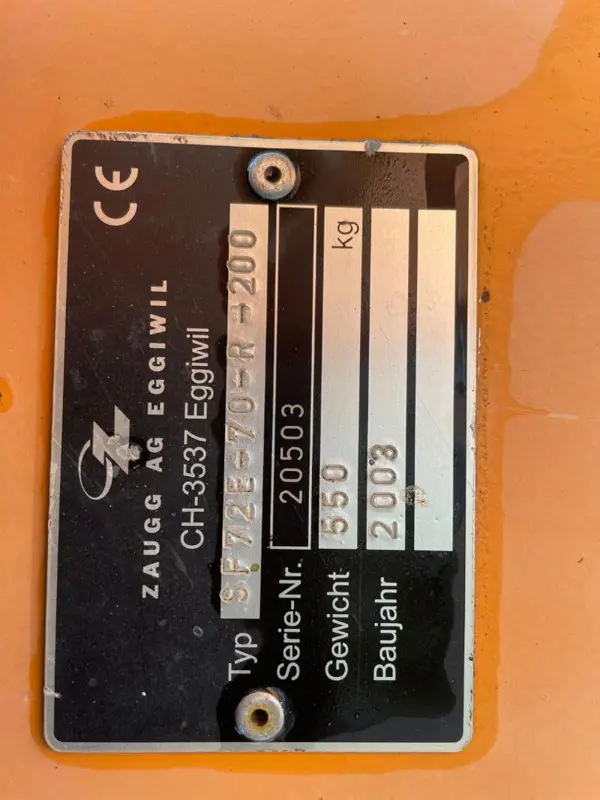 CE
ZAUGG AG EGGIWIL
CH-3537 Eggiwil
Typ SF72E-70-R-200
Serie-Nr. 20503
Gewicht 550 kg
Baujahr 2003